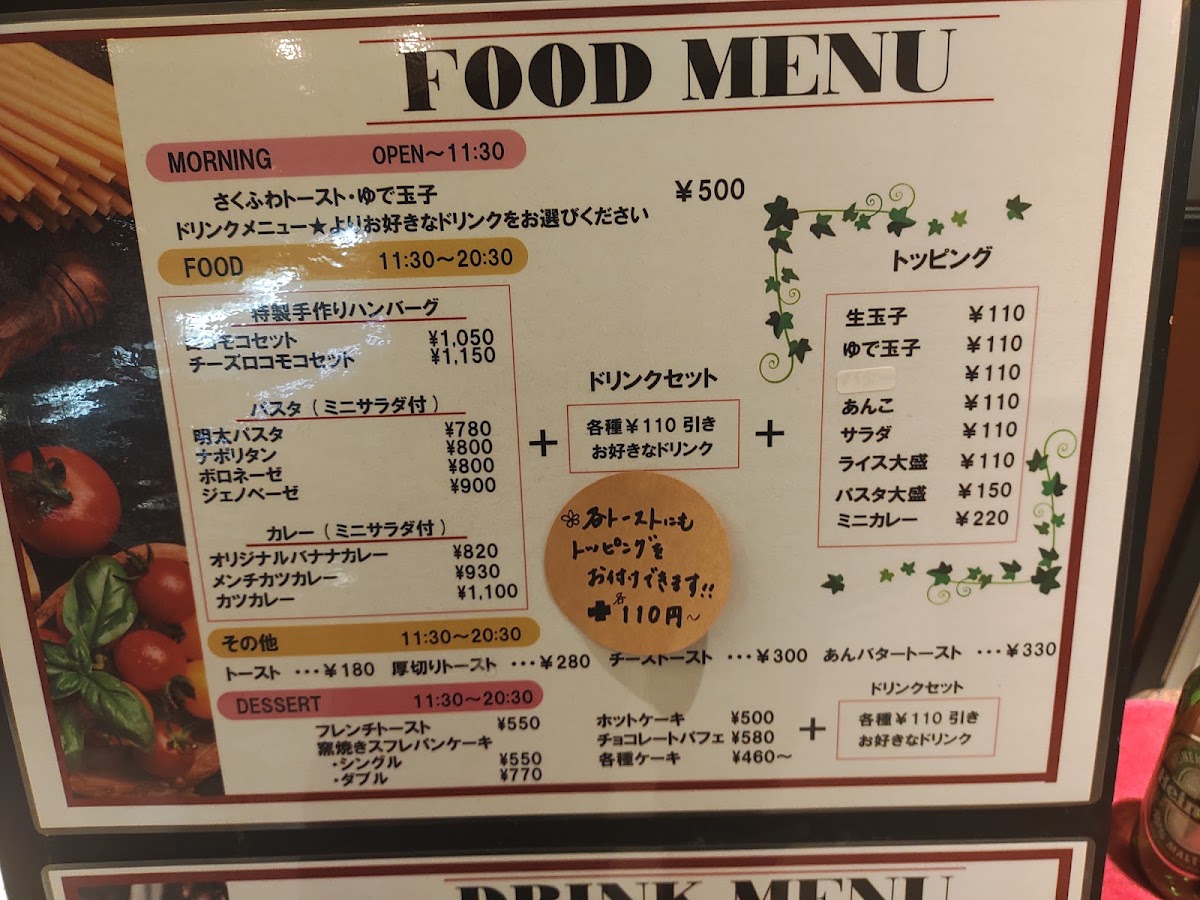 FOOD MENU
MORNING OPEN～11:30
さくふわトースト・ゆで玉子 ￥500
ドリンクメニュー★よりお好きなドリンクをお選びください
FOOD 11:30～20:30
特製手作りハンバーグ
ロコモコセット ¥1,050
チーズロコモコセット ¥1,150
パスタ（ミニサラダ付）
明太パスタ ¥780
ナポリタン ¥800
ボロネーゼ ¥800
ジェノベーゼ ¥900
カレー（ミニサラダ付）
オリジナルバナナカレー ¥820
メンチカツカレー ¥930
カツカレー ¥1,100
+
ドリンクセット
各種￥110 引き
お好きなドリンク
+
トッピング
生玉子 ￥110
ゆで玉子 ￥110
￥110
あんこ ￥110
サラダ ￥110
ライス大盛 ￥110
パスタ大盛 ￥150
ミニカレー ￥220
各トーストにも
トッピングを
お付けできます!!
+ 各110円～
その他 11:30～20:30
トースト ･･･￥180 厚切りトースト ･･･￥280 チーズトースト ･･･￥300 あんバタートースト ･･･￥330
DESSERT 11:30～20:30
フレンチトースト ¥550
窯焼きスフレパンケーキ
・シングル ¥550
・ダブル ¥770
ホットケーキ ¥500
チョコレートパフェ ¥580
各種ケーキ ¥460～
+
ドリンクセット
各種￥110 引き
お好きなドリンク
DRINK MENU